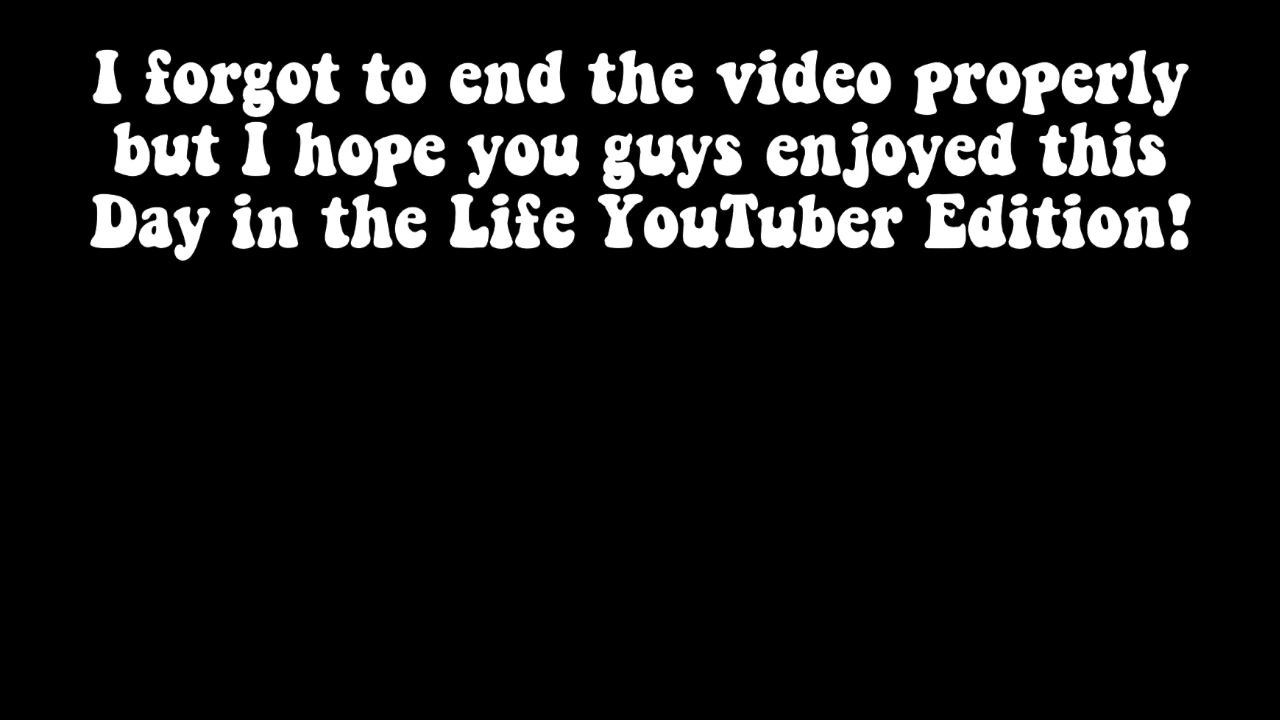 I forgot to end the video properly
but I hope you guys enjoyed this
Day in the Life YouTuber Edition!